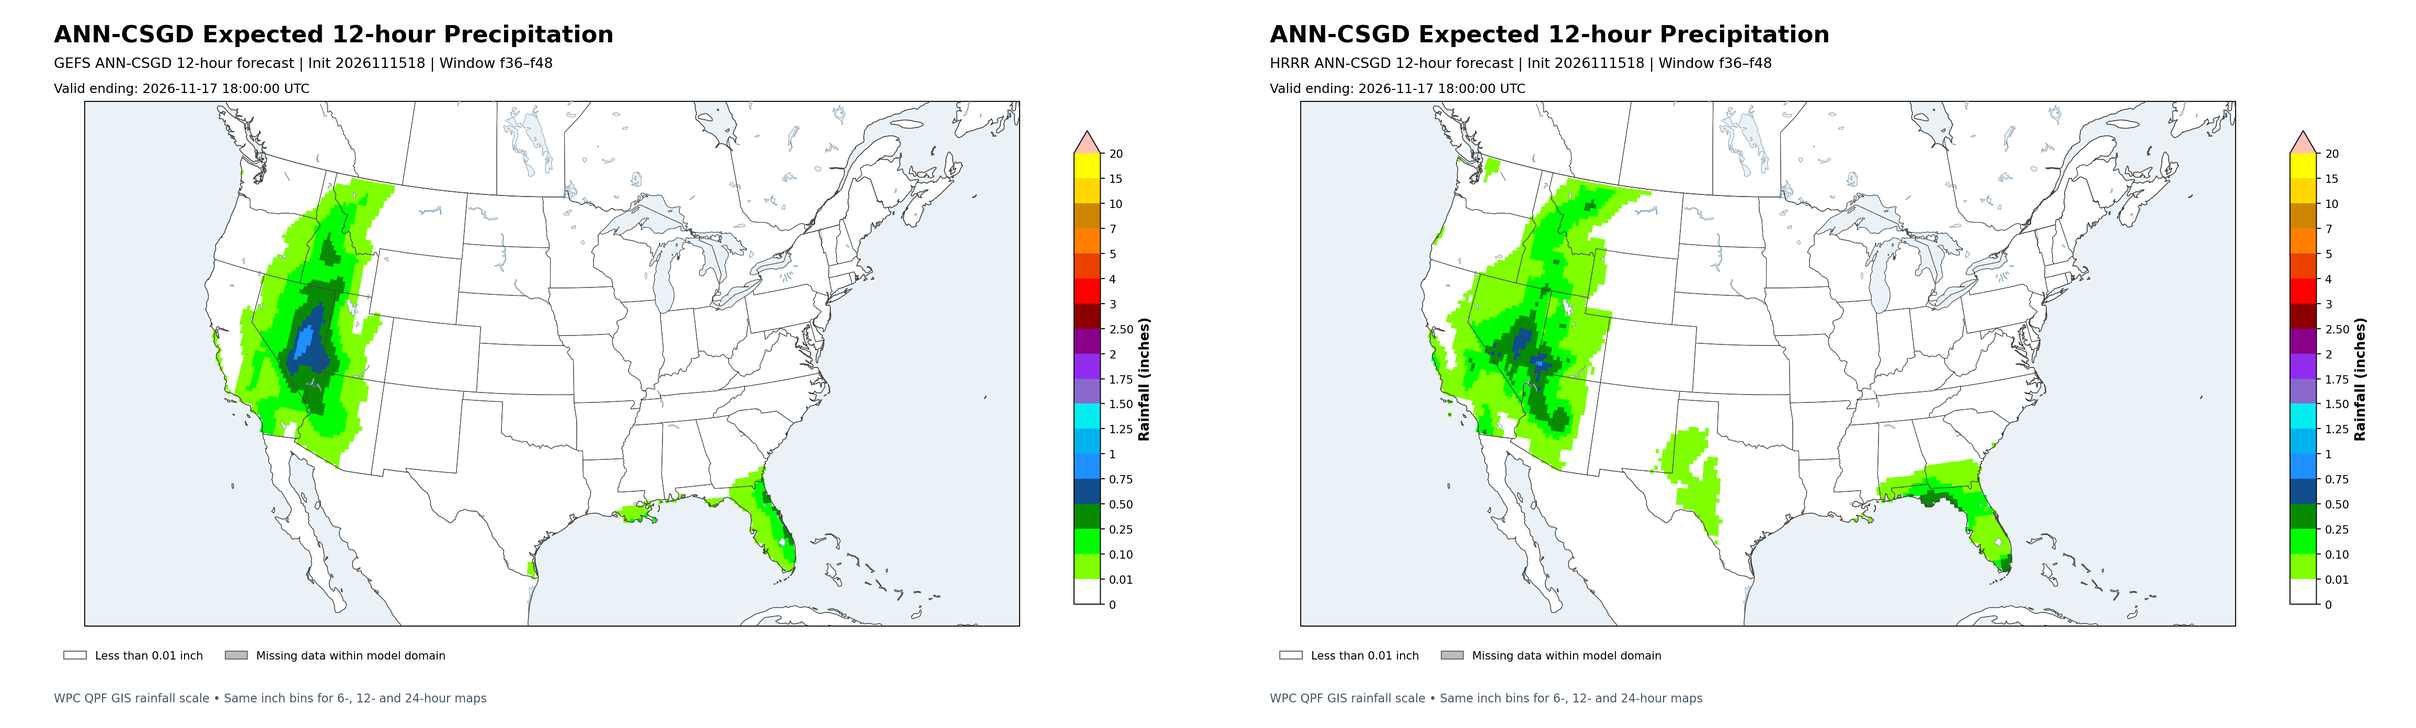 ANN-CSGD Expected 12-hour Precipitation
GEFS ANN-CSGD 12-hour forecast | Init 2026111518 | Window f36–f48
Valid ending: 2026-11-17 18:00:00 UTC
20
15
10
7
5
4
3
2.50
2
1.75
1.50
1.25
1
0.75
0.50
0.25
0.10
0.01
0
Rainfall (inches)
Less than 0.01 inch
Missing data within model domain
WPC QPF GIS rainfall scale • Same inch bins for 6-, 12- and 24-hour maps
ANN-CSGD Expected 12-hour Precipitation
HRRR ANN-CSGD 12-hour forecast | Init 2026111518 | Window f36–f48
Valid ending: 2026-11-17 18:00:00 UTC
20
15
10
7
5
4
3
2.50
2
1.75
1.50
1.25
1
0.75
0.50
0.25
0.10
0.01
0
Rainfall (inches)
Less than 0.01 inch
Missing data within model domain
WPC QPF GIS rainfall scale • Same inch bins for 6-, 12- and 24-hour maps